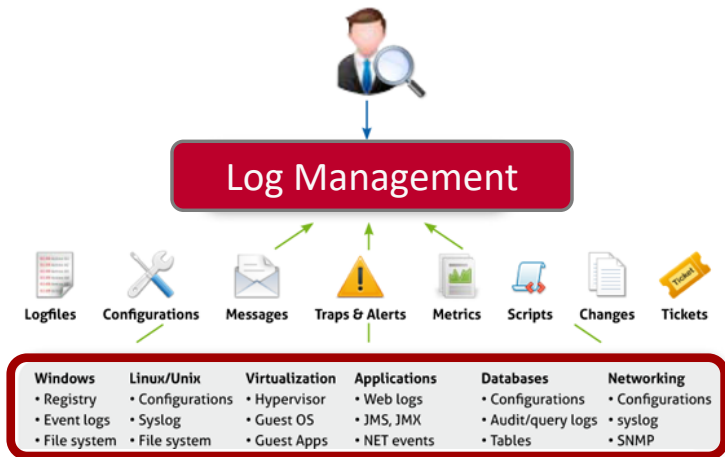 Log Management
Logfiles Configurations Messages Traps & Alerts Metrics Scripts Changes Tickets
Ticket
Windows Linux/Unix Virtualization Applications Databases Networking
• Registry • Configurations • Hypervisor • Web logs • Configurations • Configurations
• Event logs • Syslog • Guest OS • JMS, JMX • Audit/query logs • syslog
• File system • File system • Guest Apps • NET events • Tables • SNMP